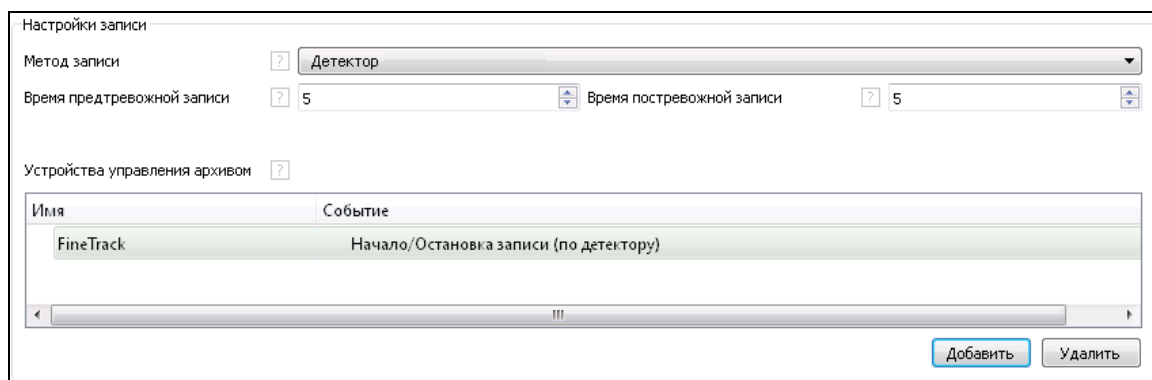 Настройки записи
Метод записи ? Детектор
Время предтревожной записи ? 5 Время постревожной записи ? 5
Устройства управления архивом ?
Имя Событие
FineTrack Начало/Остановка записи (по детектору)
Добавить Удалить